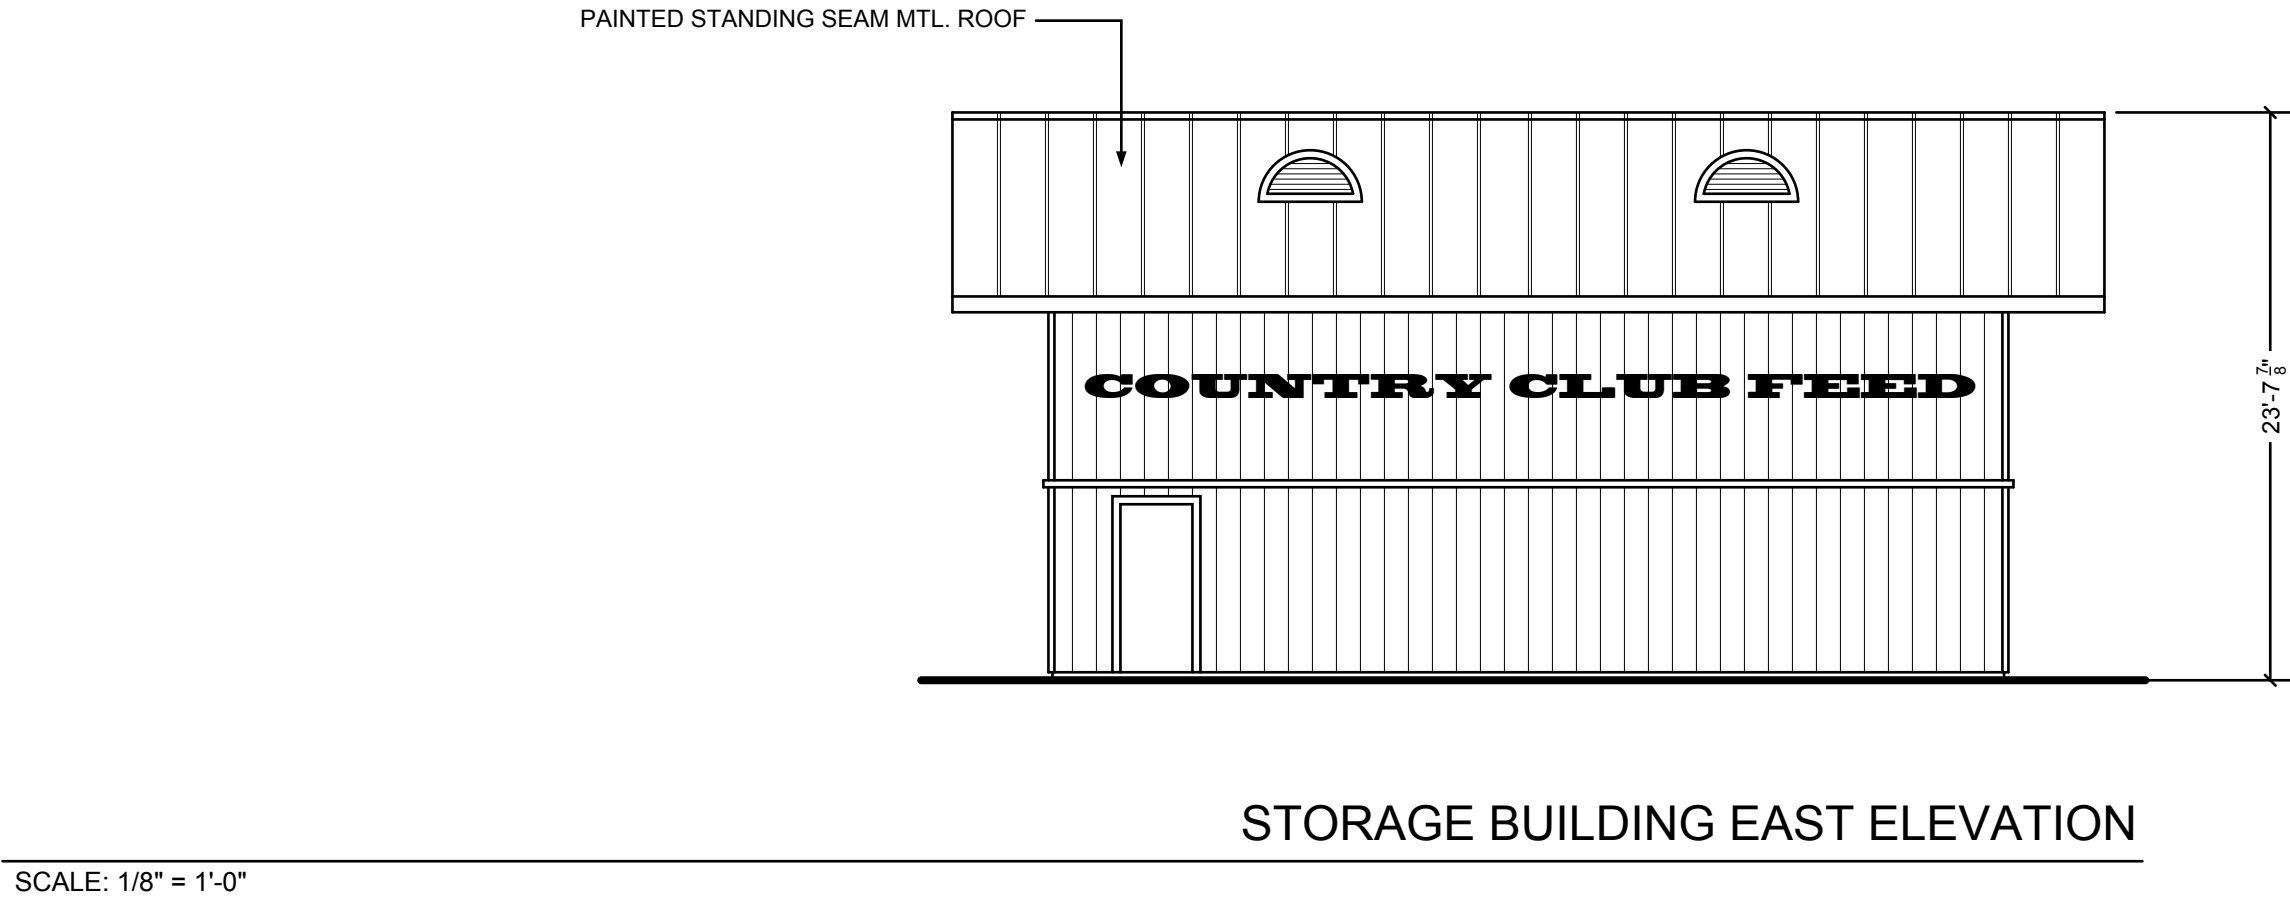 PAINTED STANDING SEAM MTL. ROOF
COUNTRY CLUB FEED
23'-7 7/8"
STORAGE BUILDING EAST ELEVATION
SCALE: 1/8" = 1'-0"